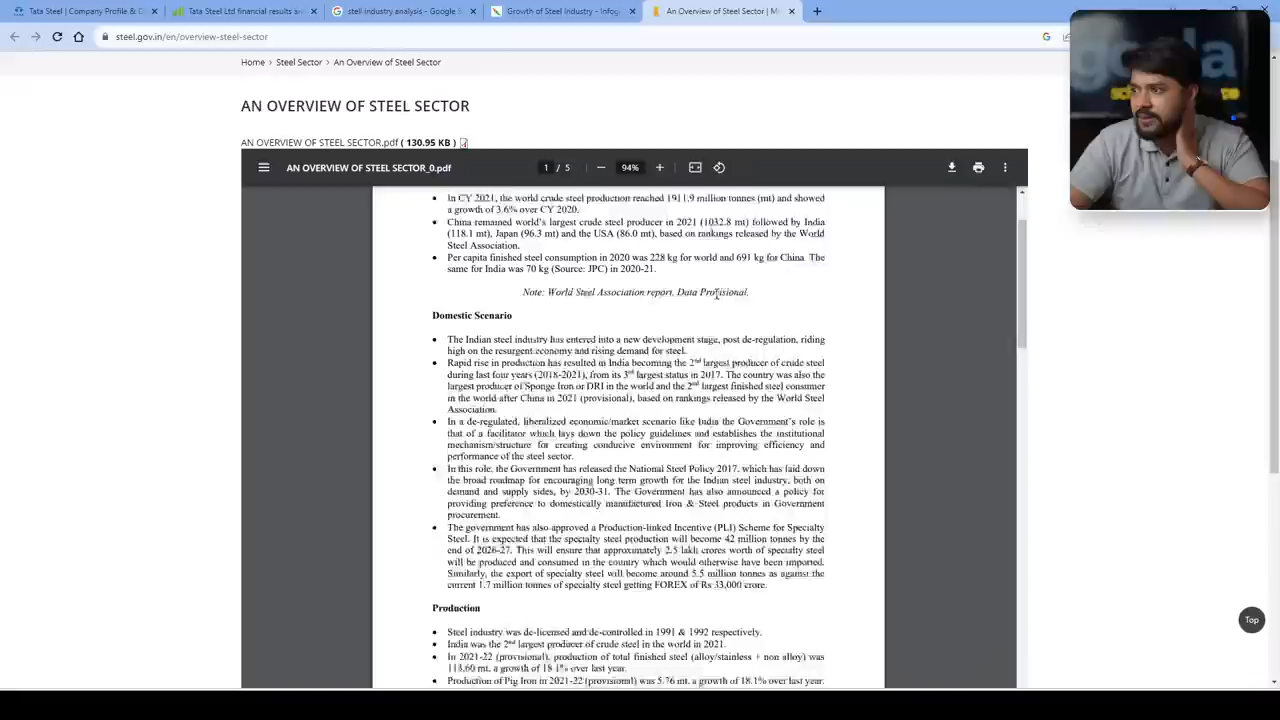 Tata Steel | Company Profile & D
Tata Steel Ltd financial results an
stell industry analysis - Google S
Growth of Steel Industry - Infog
An Overview of Steel Sector | Mi
steel.gov.in/en/overview-steel-sector
Home > Steel Sector > An Overview of Steel Sector
AN OVERVIEW OF STEEL SECTOR
AN OVERVIEW OF STEEL SECTOR.pdf ( 130.95 KB )
AN OVERVIEW OF STEEL SECTOR_0.pdf
1 / 5
94%
• In CY 2021, the world crude steel production reached 1911.9 million tonnes (mt) and showed
a growth of 3.6% over CY 2020.
• China remained world's largest crude steel producer in 2021 (1032.8 mt) followed by India
(118.1 mt), Japan (96.3 mt) and the USA (86.0 mt), based on rankings released by the World
Steel Association.
• Per capita finished steel consumption in 2020 was 228 kg for world and 691 kg for China. The
same for India was 70 kg (Source: JPC) in 2020-21.
Note: World Steel Association report, Data Provisional.
Domestic Scenario
• The Indian steel industry has entered into a new development stage, post de-regulation, riding
high on the resurgent economy and rising demand for steel.
• Rapid rise in production has resulted in India becoming the 2nd largest producer of crude steel
during last four years (2018-2021), from its 3rd largest status in 2017. The country was also the
largest producer of Sponge Iron or DRI in the world and the 2nd largest finished steel consumer
in the world after China in 2021 (provisional), based on rankings released by the World Steel
Association.
• In a de-regulated, liberalized economic/market scenario like India the Government's role is
that of a facilitator which lays down the policy guidelines and establishes the institutional
mechanism/structure for creating conducive environment for improving efficiency and
performance of the steel sector.
• In this role, the Government has released the National Steel Policy 2017, which has laid down
the broad roadmap for encouraging long term growth for the Indian steel industry, both on
demand and supply sides, by 2030-31. The Government has also announced a policy for
providing preference to domestically manufactured Iron & Steel products in Government
procurement.
• The government has also approved a Production-linked Incentive (PLI) Scheme for Specialty
Steel. It is expected that the specialty steel production will become 42 million tonnes by the
end of 2026-27. This will ensure that approximately 2.5 lakh crores worth of specialty steel
will be produced and consumed in the country which would otherwise have been imported.
Similarly, the export of specialty steel will become around 5.5 million tonnes as against the
current 1.7 million tonnes of specialty steel getting FOREX of Rs 33,000 crore.
Production
• Steel industry was de-licensed and de-controlled in 1991 & 1992 respectively.
• India was the 2nd largest producer of crude steel in the world in 2021.
• In 2021-22 (provisional), production of total finished steel (alloy/stainless + non alloy) was
113.60 mt, a growth of 18.1% over last year.
• Production of Pig Iron in 2021-22 (provisional) was 5.76 mt, a growth of 18.1% over last year.
Top